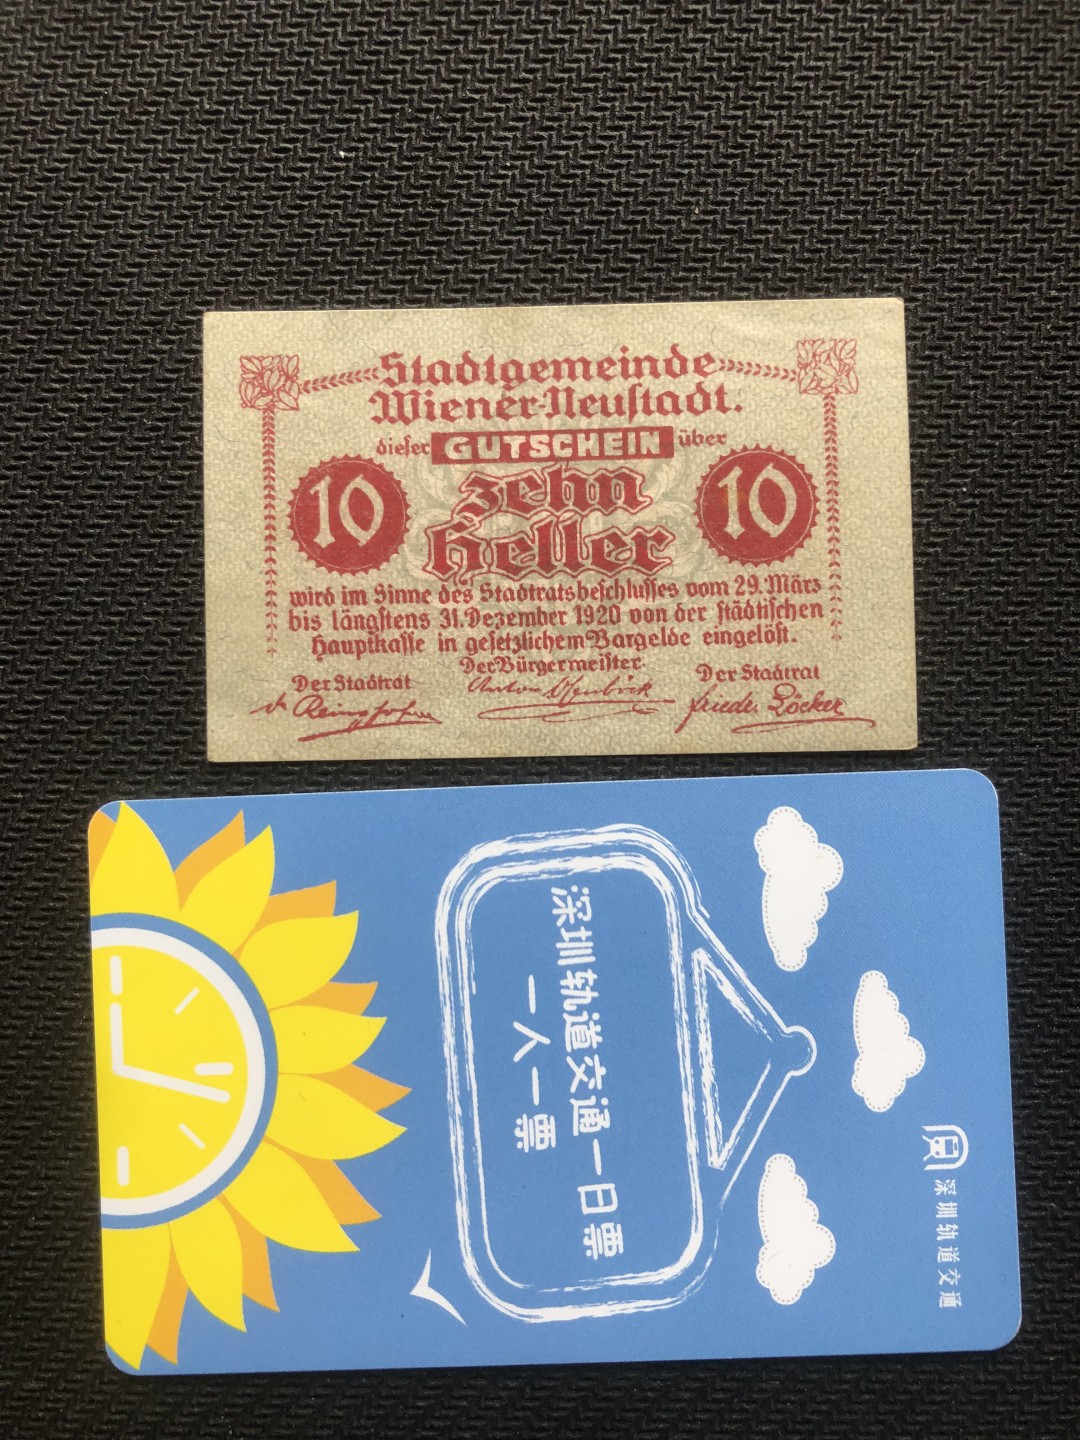 Stadtgemeinde
Wiener-Neustadt.
dieser GUTSCHEIN über
10 zehn 10
Heller
wird im Sinne des Stadtratsbeschlusses vom 29. März
bis längstens 31. Dezember 1920 von der städtischen
Hauptkasse in gesetzlichem Bargelde eingelöst.
Der Stadtrat Der Bürgermeister: Der Stadtrat
Anton Ofenböck
深圳轨道交通一日票
一人一票
深圳轨道交通